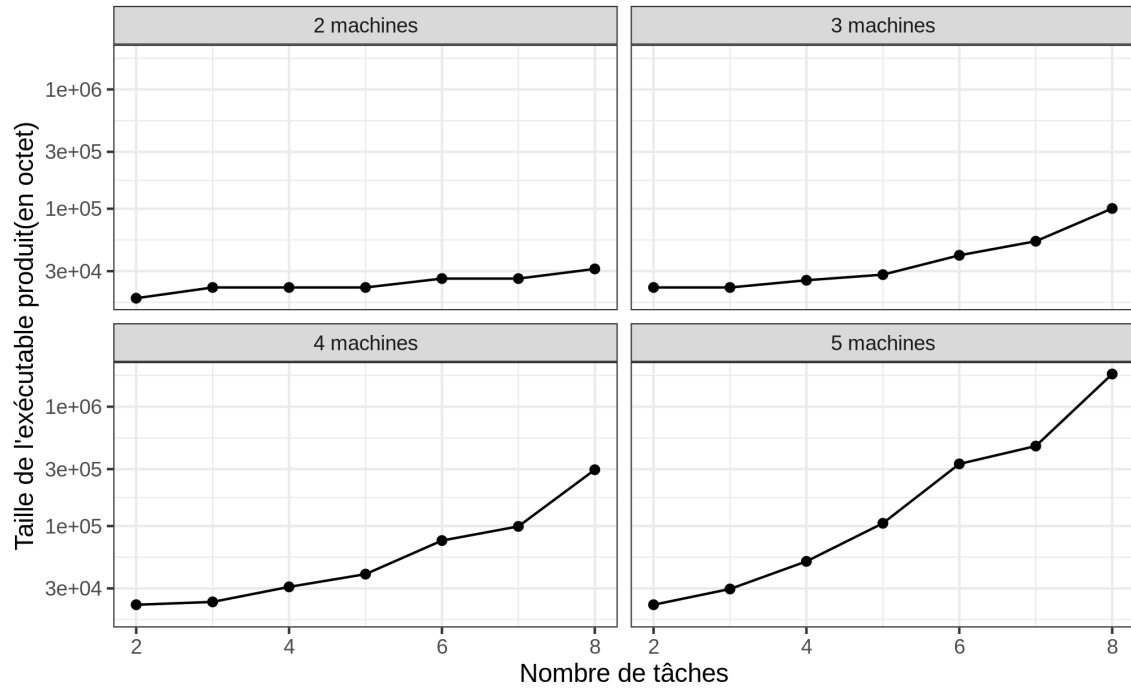 2 machines
3 machines
1e+06
3e+05
1e+05
3e+04
4 machines
5 machines
1e+06
3e+05
1e+05
3e+04
2 4 6 8
2 4 6 8
Nombre de tâches
Taille de l'exécutable produit(en octet)